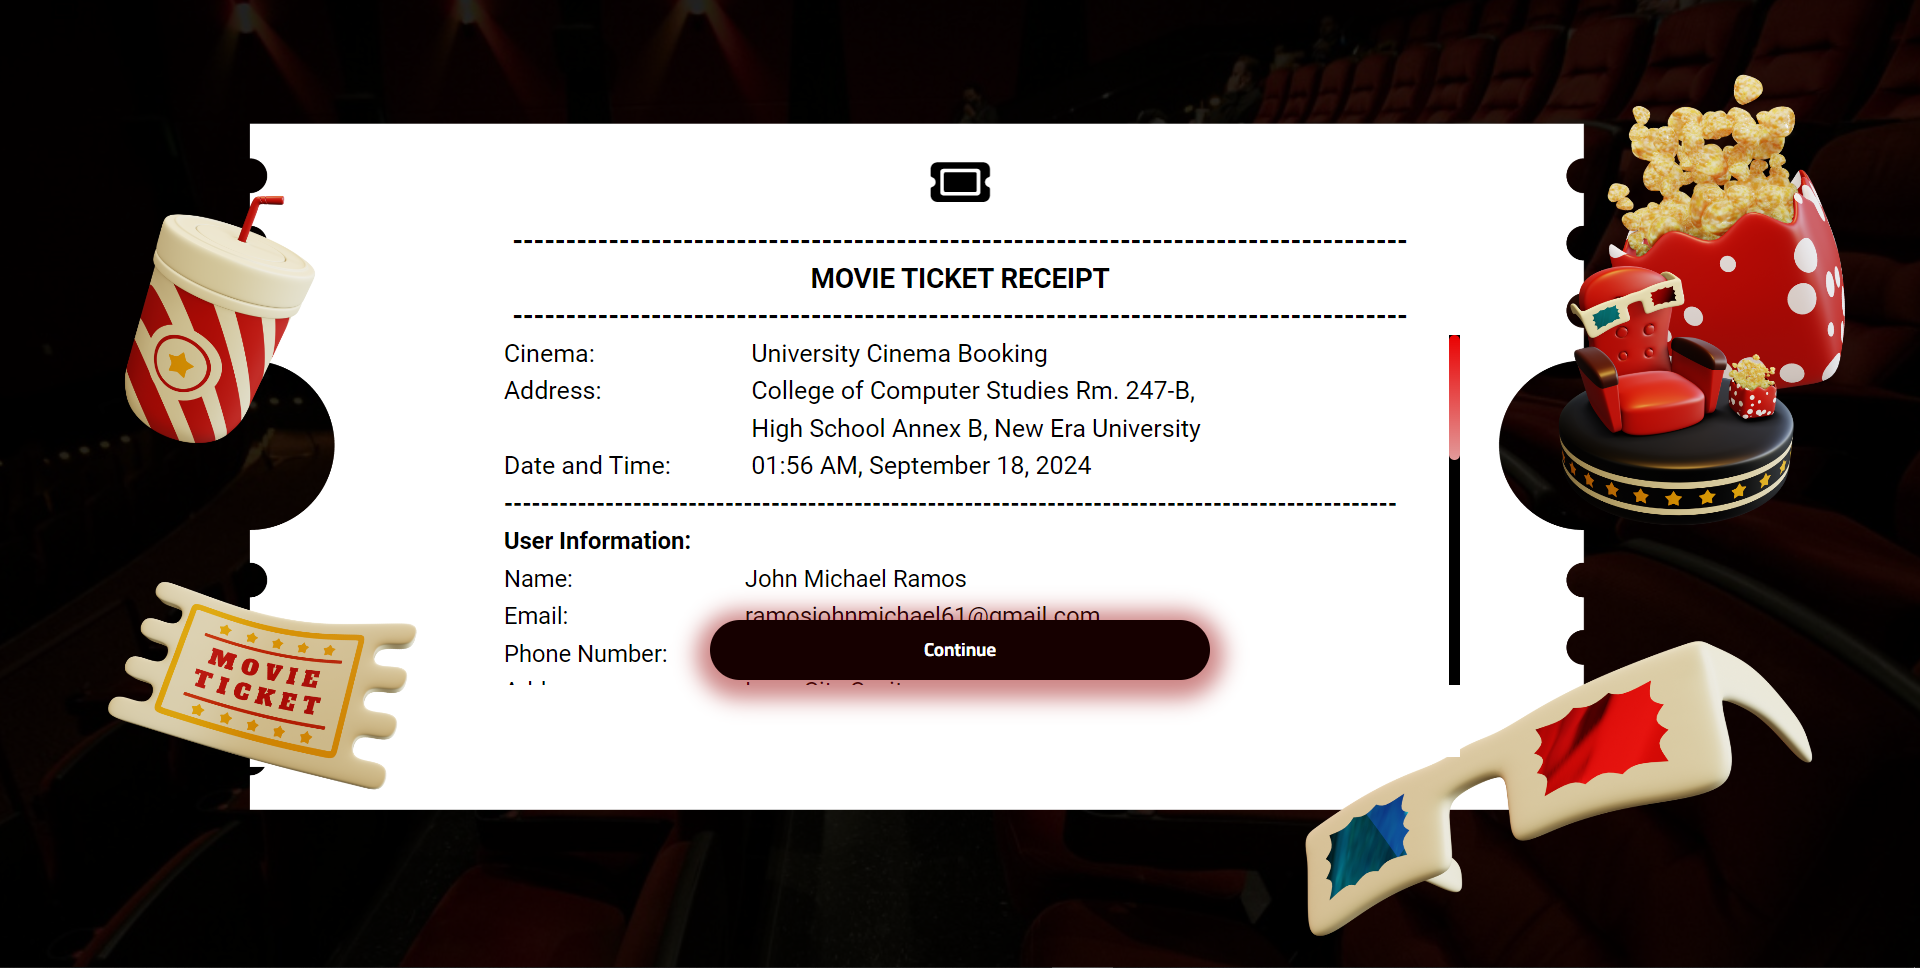 MOVIE TICKET RECEIPT
Cinema: University Cinema Booking
Address: College of Computer Studies Rm. 247-B,
High School Annex B, New Era University
Date and Time: 01:56 AM, September 18, 2024
User Information:
Name: John Michael Ramos
Email: ramosjohnmichael61@gmail.com
Phone Number:
Continue
MOVIE
TICKET